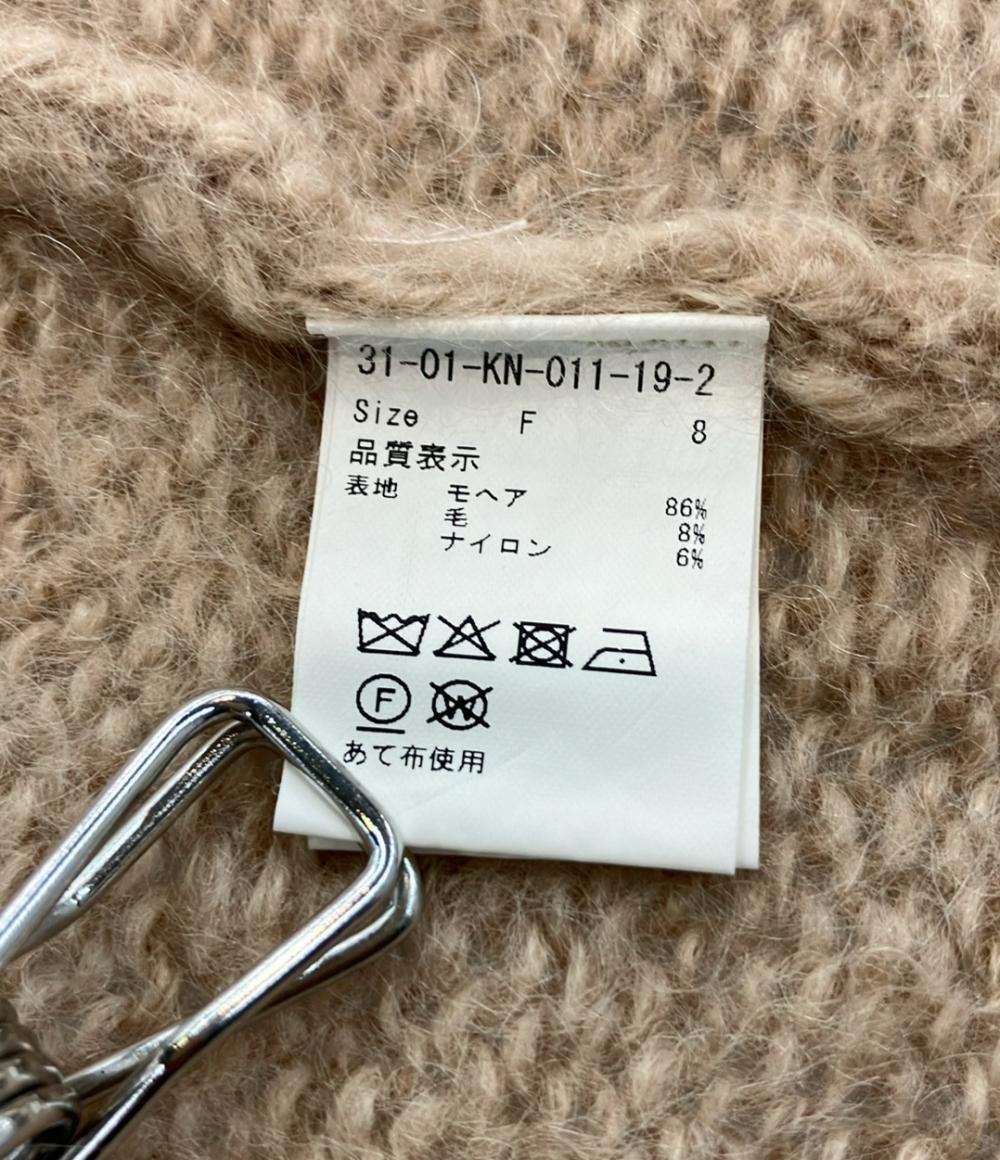 31-01-KN-011-19-2
Size F 8
品質表示
表地 モヘア 86%
毛 8%
ナイロン 6%
F W
あて布使用